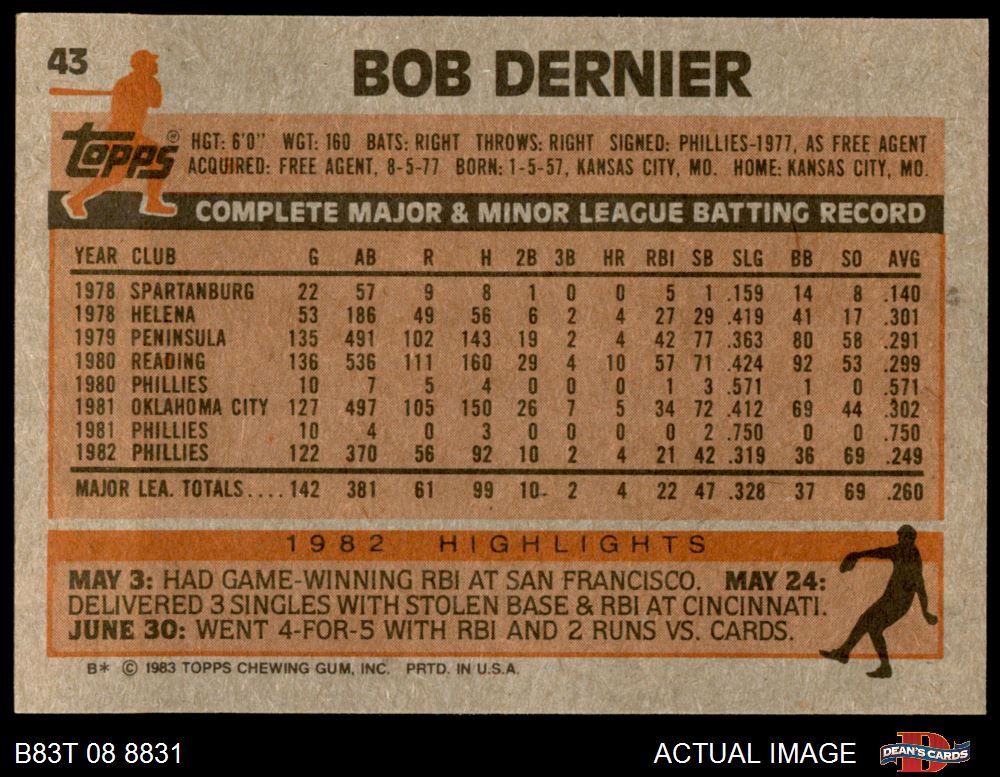 43
BOB DERNIER
topps®
HGT: 6'0" WGT: 160 BATS: RIGHT THROWS: RIGHT SIGNED: PHILLIES-1977, AS FREE AGENT
ACQUIRED: FREE AGENT, 8-5-77 BORN: 1-5-57, KANSAS CITY, MO. HOME: KANSAS CITY, MO.
COMPLETE MAJOR & MINOR LEAGUE BATTING RECORD
YEAR CLUB G AB R H 2B 3B HR RBI SB SLG BB SO AVG
1978 SPARTANBURG 22 57 9 8 1 0 0 5 1 .159 14 8 .140
1978 HELENA 53 186 49 56 6 2 4 27 29 .419 41 17 .301
1979 PENINSULA 135 491 102 143 19 2 4 42 77 .363 80 58 .291
1980 READING 136 536 111 160 29 4 10 57 71 .424 92 53 .299
1980 PHILLIES 10 7 5 4 0 0 0 1 3 .571 1 0 .571
1981 OKLAHOMA CITY 127 497 105 150 26 7 5 34 72 .412 69 44 .302
1981 PHILLIES 10 4 0 3 0 0 0 0 2 .750 0 0 .750
1982 PHILLIES 122 370 56 92 10 2 4 21 42 .319 36 69 .249
MAJOR LEA. TOTALS.... 142 381 61 99 10 2 4 22 47 .328 37 69 .260
1982 HIGHLIGHTS
MAY 3: HAD GAME-WINNING RBI AT SAN FRANCISCO. MAY 24:
DELIVERED 3 SINGLES WITH STOLEN BASE & RBI AT CINCINNATI.
JUNE 30: WENT 4-FOR-5 WITH RBI AND 2 RUNS VS. CARDS.
B* © 1983 TOPPS CHEWING GUM, INC. PRTD. IN U.S.A.
B83T 08 8831
ACTUAL IMAGE
DEAN'S CARDS